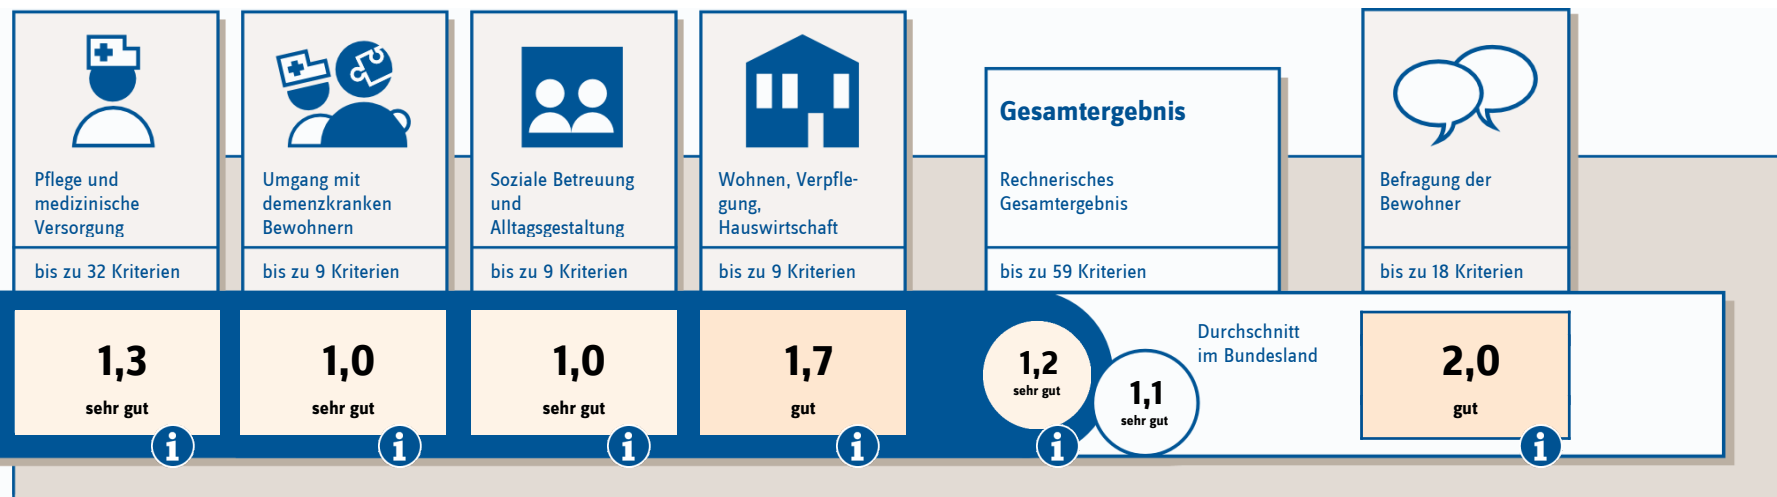 Pflege und
medizinische
Versorgung
bis zu 32 Kriterien
1,3
sehr gut
i
Umgang mit
demenzkranken
Bewohnern
bis zu 9 Kriterien
1,0
sehr gut
i
Soziale Betreuung
und
Alltagsgestaltung
bis zu 9 Kriterien
1,0
sehr gut
i
Wohnen, Verpfle-
gung,
Hauswirtschaft
bis zu 9 Kriterien
1,7
gut
i
Gesamtergebnis
Rechnerisches
Gesamtergebnis
bis zu 59 Kriterien
1,2
sehr gut
i
1,1
sehr gut
Durchschnitt
im Bundesland
Befragung der
Bewohner
bis zu 18 Kriterien
2,0
gut
i